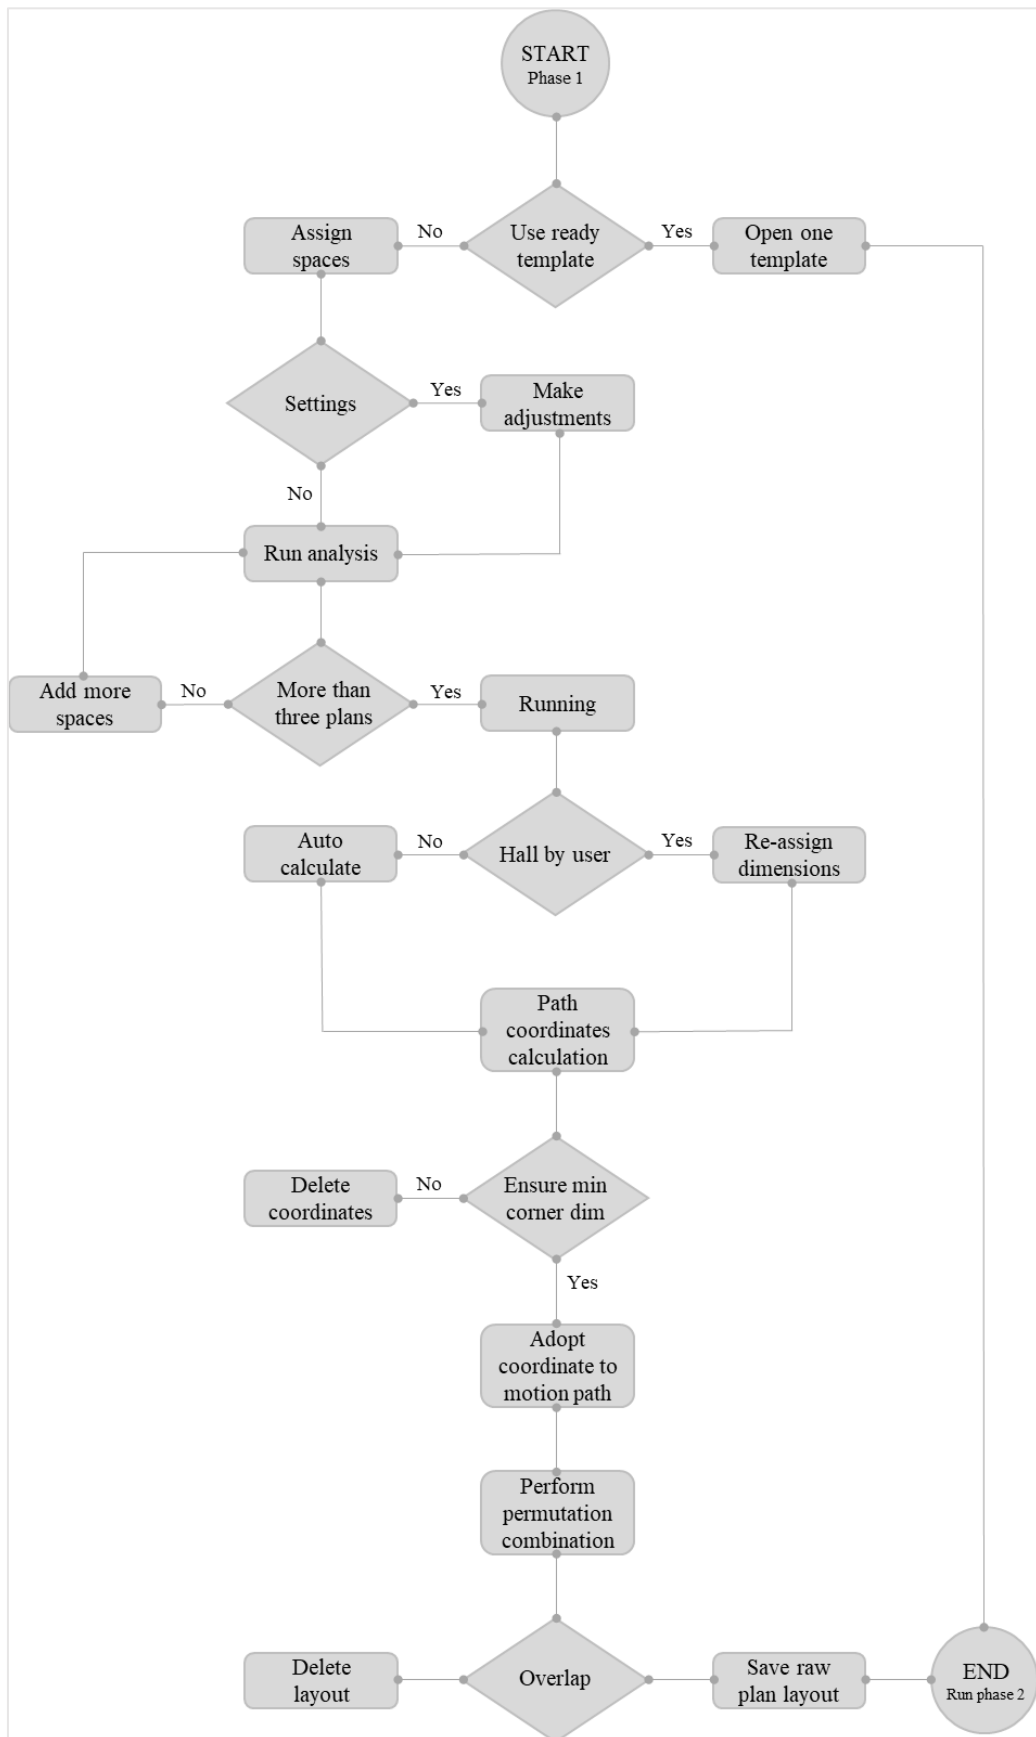 START
Phase 1
Assign
spaces
No
Use ready
template
Yes
Open one
template
Settings
Yes
Make
adjustments
No
Run analysis
Add more
spaces
No
More than
three plans
Yes
Running
Auto
calculate
No
Hall by user
Yes
Re-assign
dimensions
Path
coordinates
calculation
Delete
coordinates
No
Ensure min
corner dim
Yes
Adopt
coordinate to
motion path
Perform
permutation
combination
Delete
layout
Overlap
Save raw
plan layout
END
Run phase 2